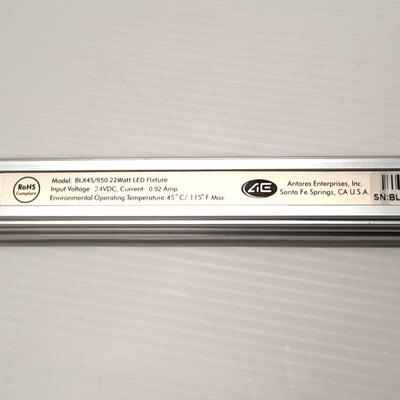 RoHS
Compliant
Model: BLX45/850 22Watt LED Fixture
Input Voltage: 24VDC, Current: 0.92 Amp
Environmental Operating Temperature 45°C/ 115°F Max.
AE
Antares Enterprises, Inc.
Santa Fe Springs, CA U.S.A.
SN:BL